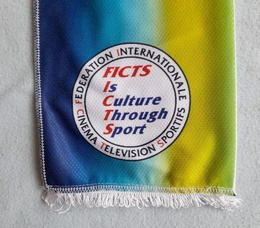 FEDERATION INTERNATIONALE
CINEMA TELEVISION SPORTIFS
FICTS
Is
Culture
Through
Sport